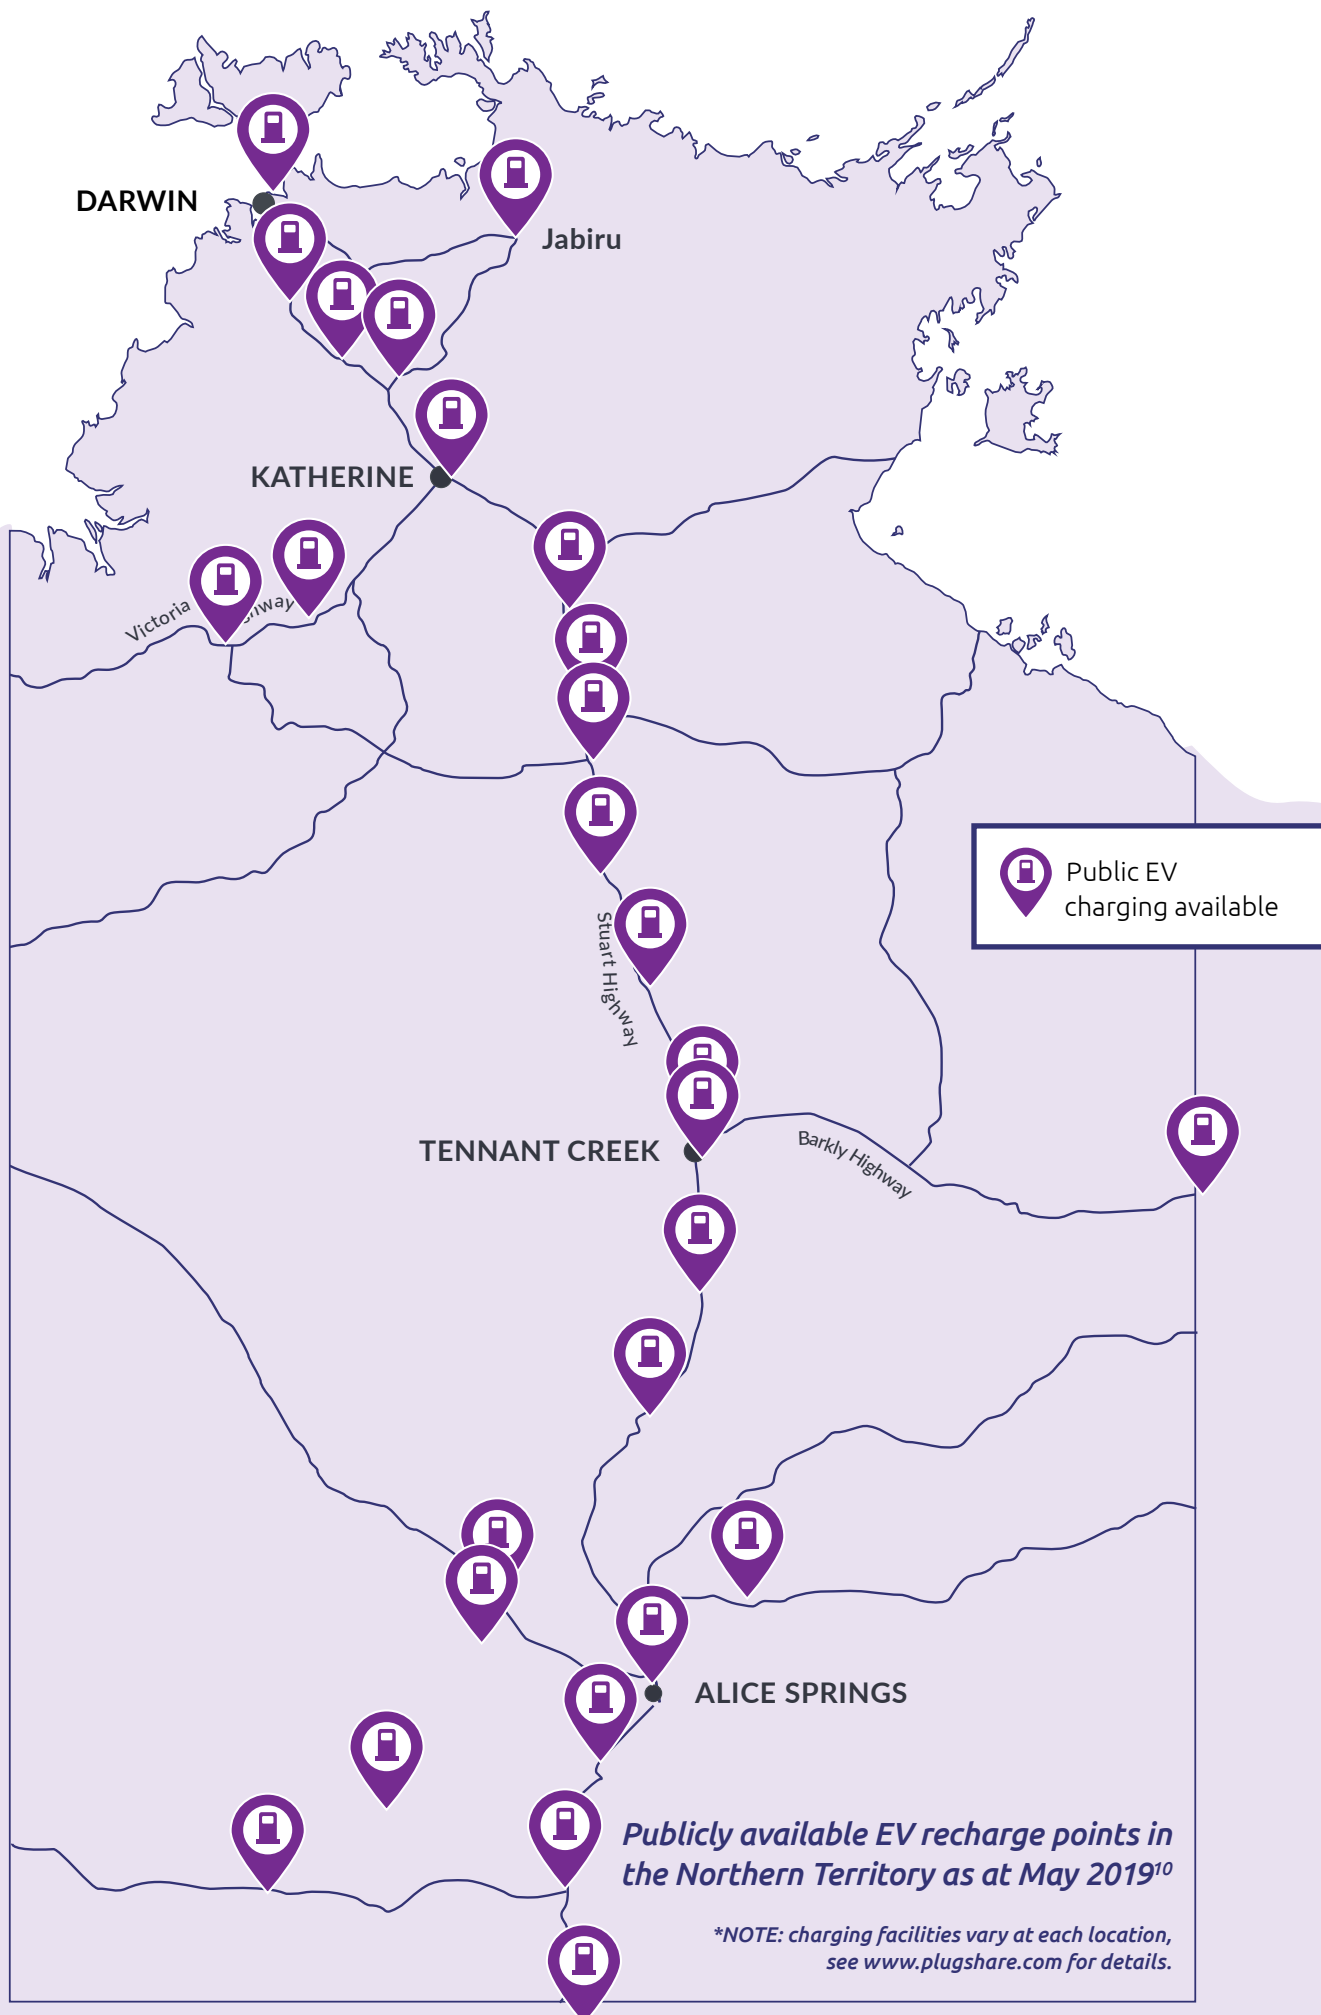 DARWIN
Jabiru
KATHERINE
Victoria ghway
Stuart Highway
Public EV
charging available
TENNANT CREEK
Barkly Highway
ALICE SPRINGS
Publicly available EV recharge points in
the Northern Territory as at May 2019¹⁰
*NOTE: charging facilities vary at each location,
see www.plugshare.com for details.